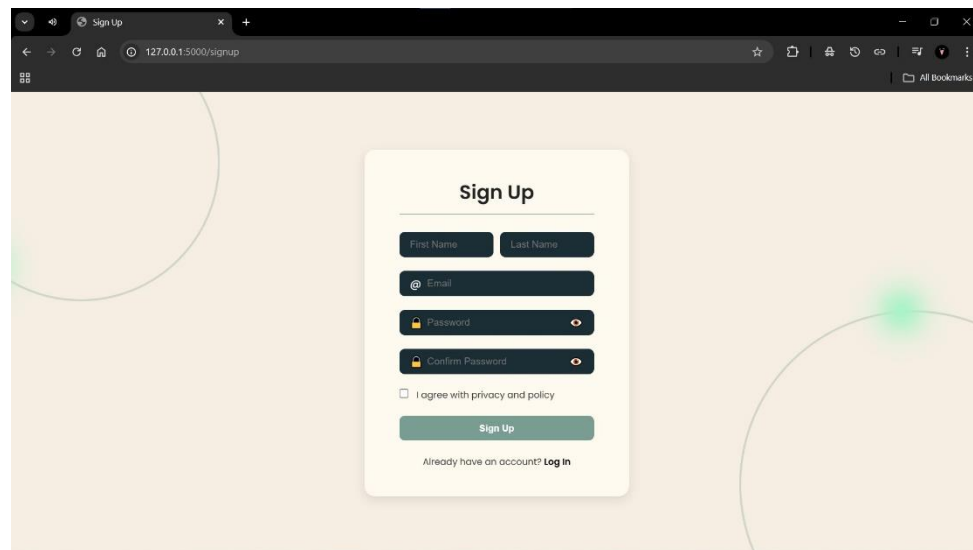 Sign Up
127.0.0.1:5000/signup
All Bookmarks
Sign Up
First Name Last Name
@ Email
Password
Confirm Password
I agree with privacy and policy
Sign Up
Already have an account? Log In